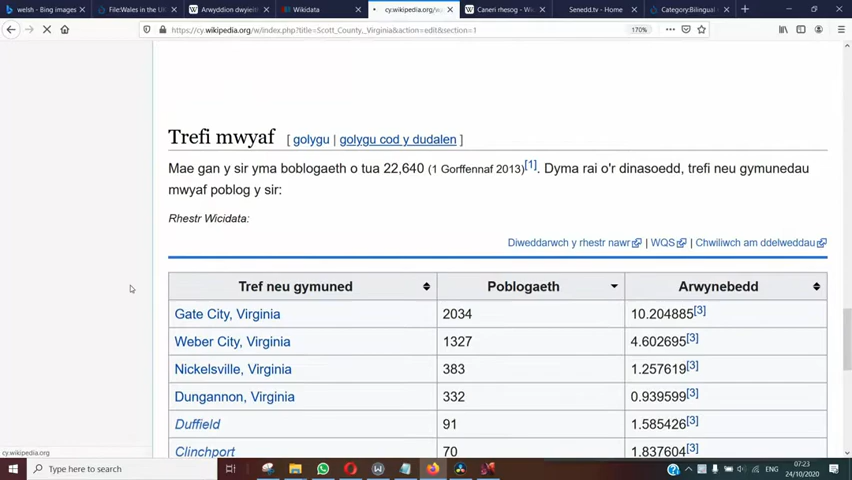 welsh - Bing images
File:Wales in the UK
Arwyddion dwyieith
Wikidata
cy.wikipedia.org/w
Caneri rhesog - Wi
Senedd.tv - Home
Category:Bilingual
https://cy.wikipedia.org/w/index.php?title=Scott_County,_Virginia&action=edit&section=1
170%
Trefi mwyaf [ golygu | golygu cod y dudalen ]
Mae gan y sir yma boblogaeth o tua 22,640 (1 Gorffennaf 2013)[1]. Dyma rai o'r dinasoedd, trefi neu gymunedau
mwyaf poblog y sir:
Rhestr Wicidata:
Diweddarwch y rhestr nawr | WQS | Chwiliwch am ddelweddau
Tref neu gymuned Poblogaeth Arwynebedd
Gate City, Virginia 2034 10.204885[3]
Weber City, Virginia 1327 4.602695[3]
Nickelsville, Virginia 383 1.257619[3]
Dungannon, Virginia 332 0.939599[3]
Duffield 91 1.585426[3]
Clinchport 70 1.837604[3]
cy.wikipedia.org
Type here to search
ENG
07:23
24/10/2020